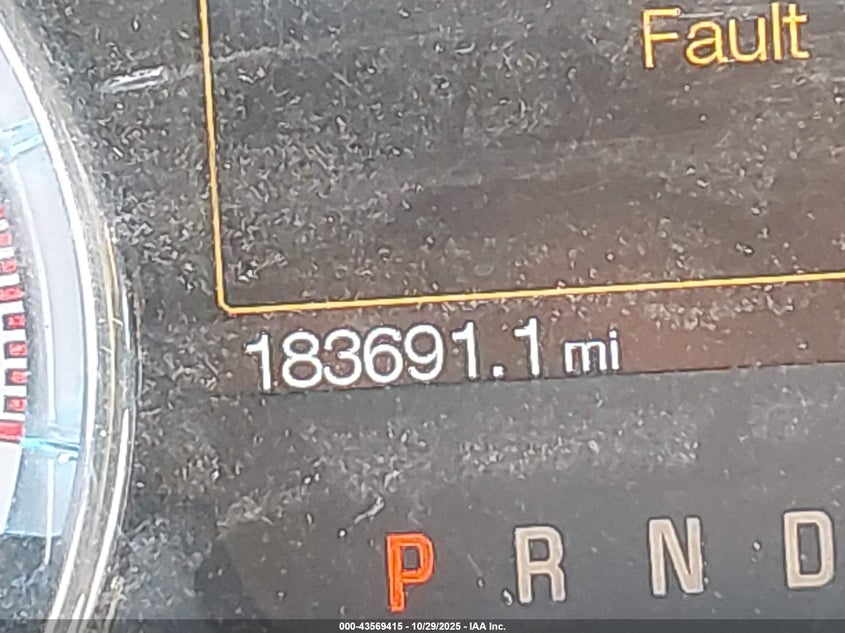 Fault
183691.1 mi
P R N D
000-43569415 - 10/29/2025 - IAA Inc.